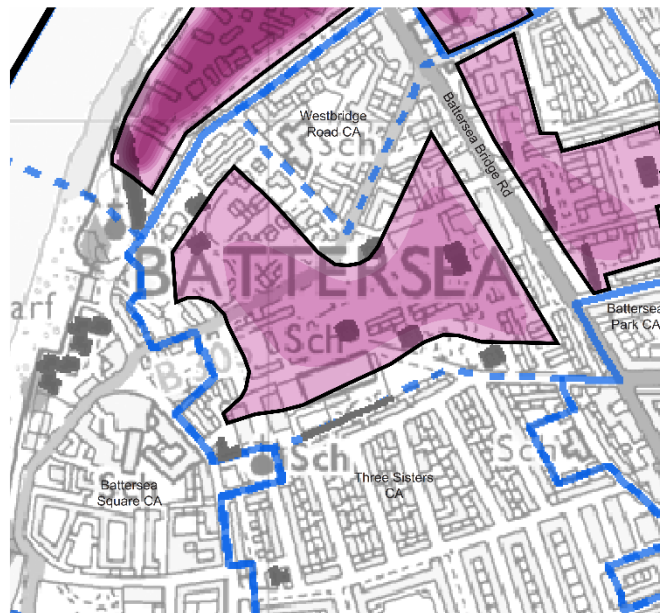 Westbridge
Road CA
Sch
Battersea Bridge Rd
BATTERSEA
arf
Sch
Battersea
Park CA
Sch
Sch
Battersea
Square CA
Three Sisters
CA